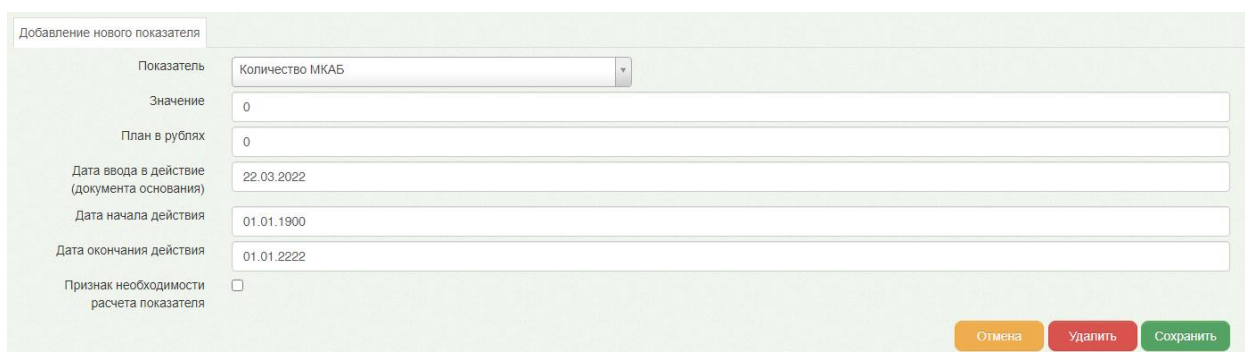 Добавление нового показателя
Показатель
Количество МКАБ
Значение
0
План в рублях
0
Дата ввода в действие
(документа основания)
22.03.2022
Дата начала действия
01.01.1900
Дата окончания действия
01.01.2222
Признак необходимости
расчета показателя
Отмена
Удалить
Сохранить